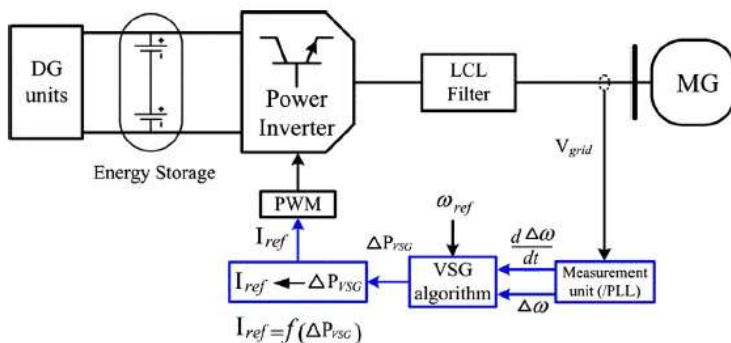 DG
units
Energy Storage
Power
Inverter
LCL
Filter
MG
V_grid
PWM
I_ref
ω_ref
ΔP_VSG
dΔω
dt
I_ref ← ΔP_VSG
VSG
algorithm
Δω
Measurement
unit (/PLL)
I_ref = f(ΔP_VSG)